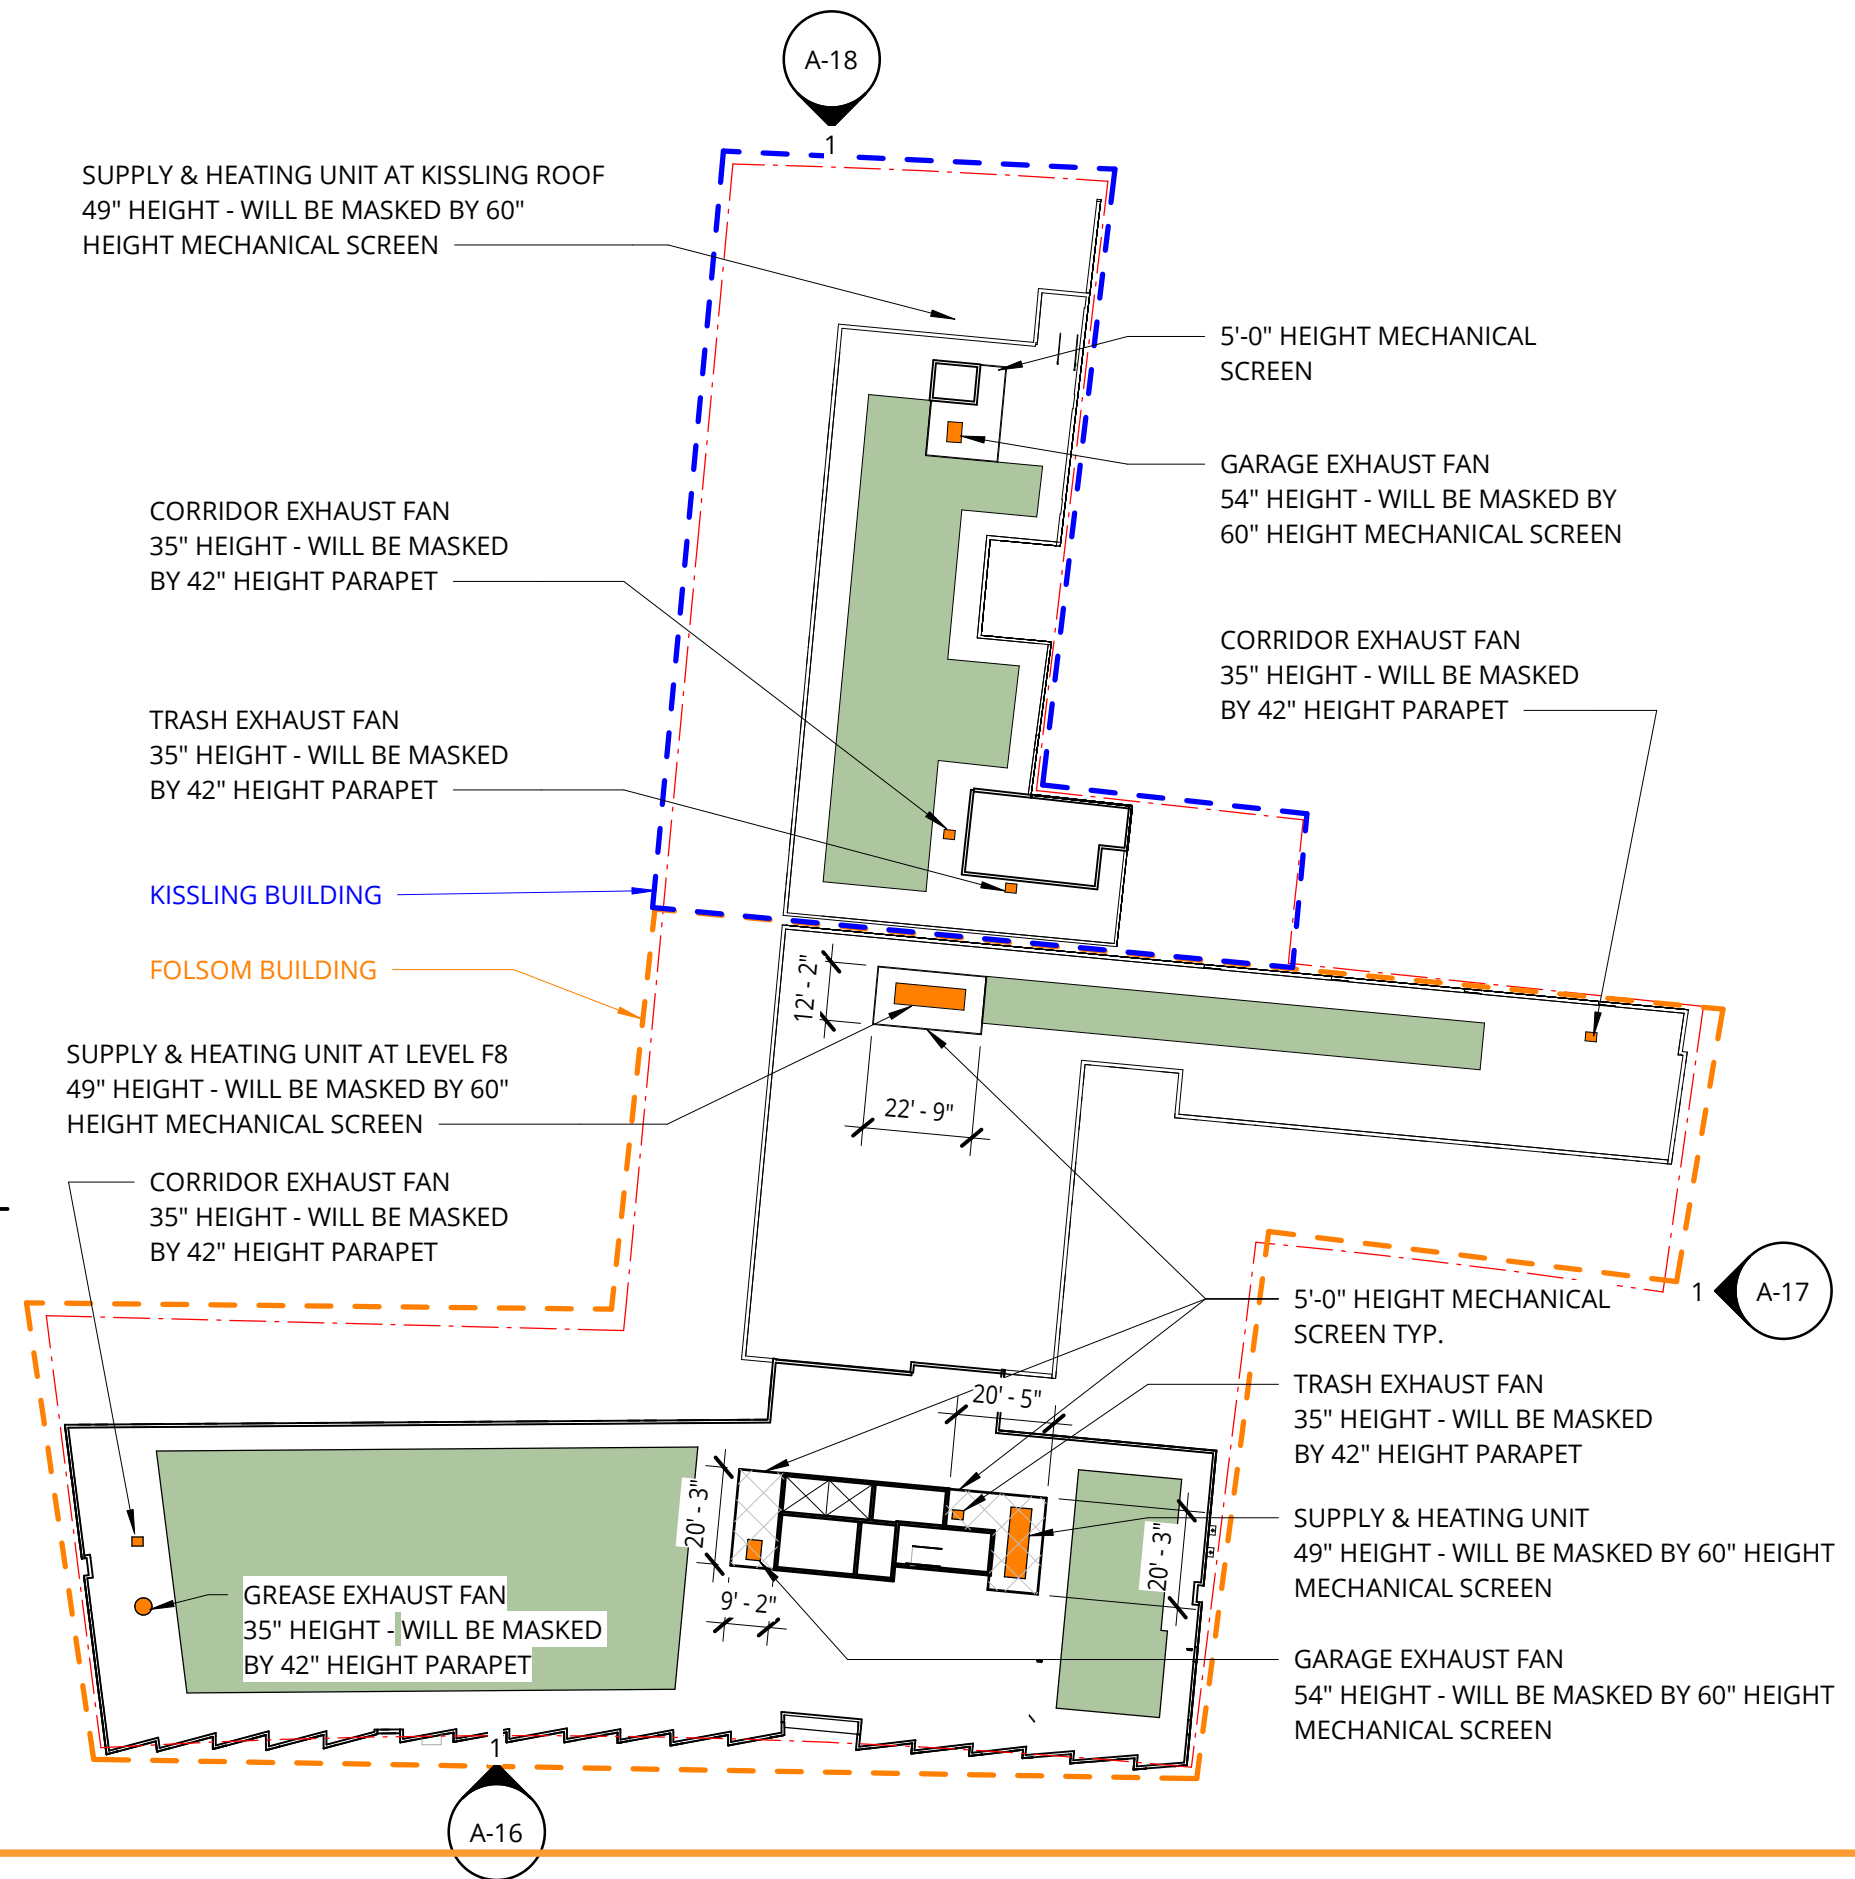 A-18
1
SUPPLY & HEATING UNIT AT KISSLING ROOF
49" HEIGHT - WILL BE MASKED BY 60"
HEIGHT MECHANICAL SCREEN
5'-0" HEIGHT MECHANICAL
SCREEN
GARAGE EXHAUST FAN
54" HEIGHT - WILL BE MASKED BY
60" HEIGHT MECHANICAL SCREEN
CORRIDOR EXHAUST FAN
35" HEIGHT - WILL BE MASKED
BY 42" HEIGHT PARAPET
CORRIDOR EXHAUST FAN
35" HEIGHT - WILL BE MASKED
BY 42" HEIGHT PARAPET
TRASH EXHAUST FAN
35" HEIGHT - WILL BE MASKED
BY 42" HEIGHT PARAPET
KISSLING BUILDING
FOLSOM BUILDING
12' - 2"
SUPPLY & HEATING UNIT AT LEVEL F8
49" HEIGHT - WILL BE MASKED BY 60"
HEIGHT MECHANICAL SCREEN
22' - 9"
CORRIDOR EXHAUST FAN
35" HEIGHT - WILL BE MASKED
BY 42" HEIGHT PARAPET
1
A-17
5'-0" HEIGHT MECHANICAL
SCREEN TYP.
20' - 5"
TRASH EXHAUST FAN
35" HEIGHT - WILL BE MASKED
BY 42" HEIGHT PARAPET
20' - 3"
20' - 3"
SUPPLY & HEATING UNIT
49" HEIGHT - WILL BE MASKED BY 60" HEIGHT
MECHANICAL SCREEN
GREASE EXHAUST FAN
35" HEIGHT - WILL BE MASKED
BY 42" HEIGHT PARAPET
9' - 2"
GARAGE EXHAUST FAN
54" HEIGHT - WILL BE MASKED BY 60" HEIGHT
MECHANICAL SCREEN
1
A-16